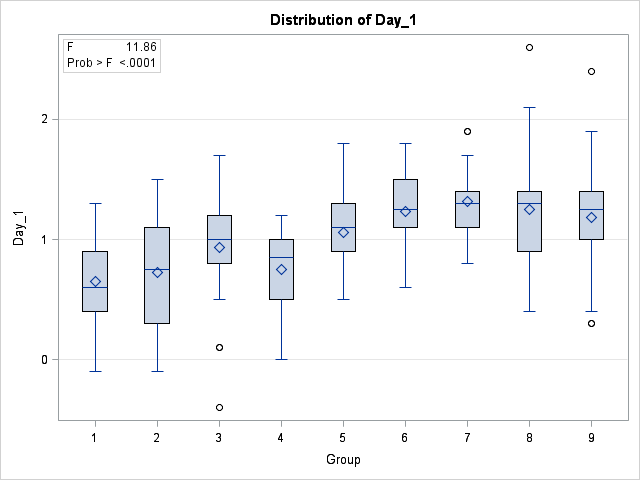 Distribution of Day_1
F 11.86
Prob > F <.0001
2
1
0
Day_1
1 2 3 4 5 6 7 8 9
Group